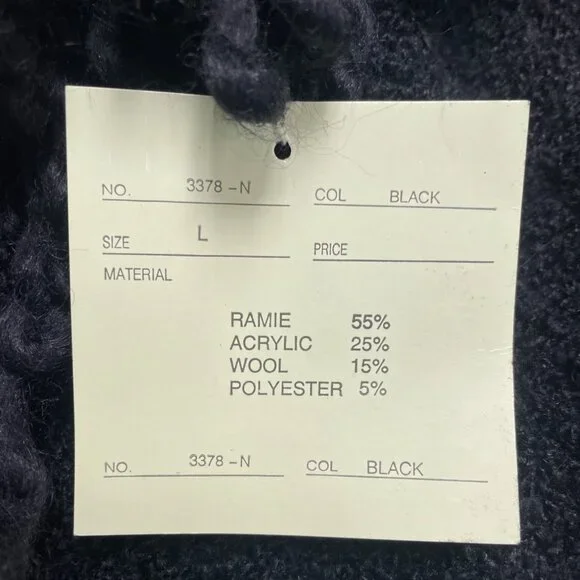 NO. 3378-N COL BLACK
SIZE L PRICE
MATERIAL
RAMIE 55%
ACRYLIC 25%
WOOL 15%
POLYESTER 5%
NO. 3378-N COL BLACK